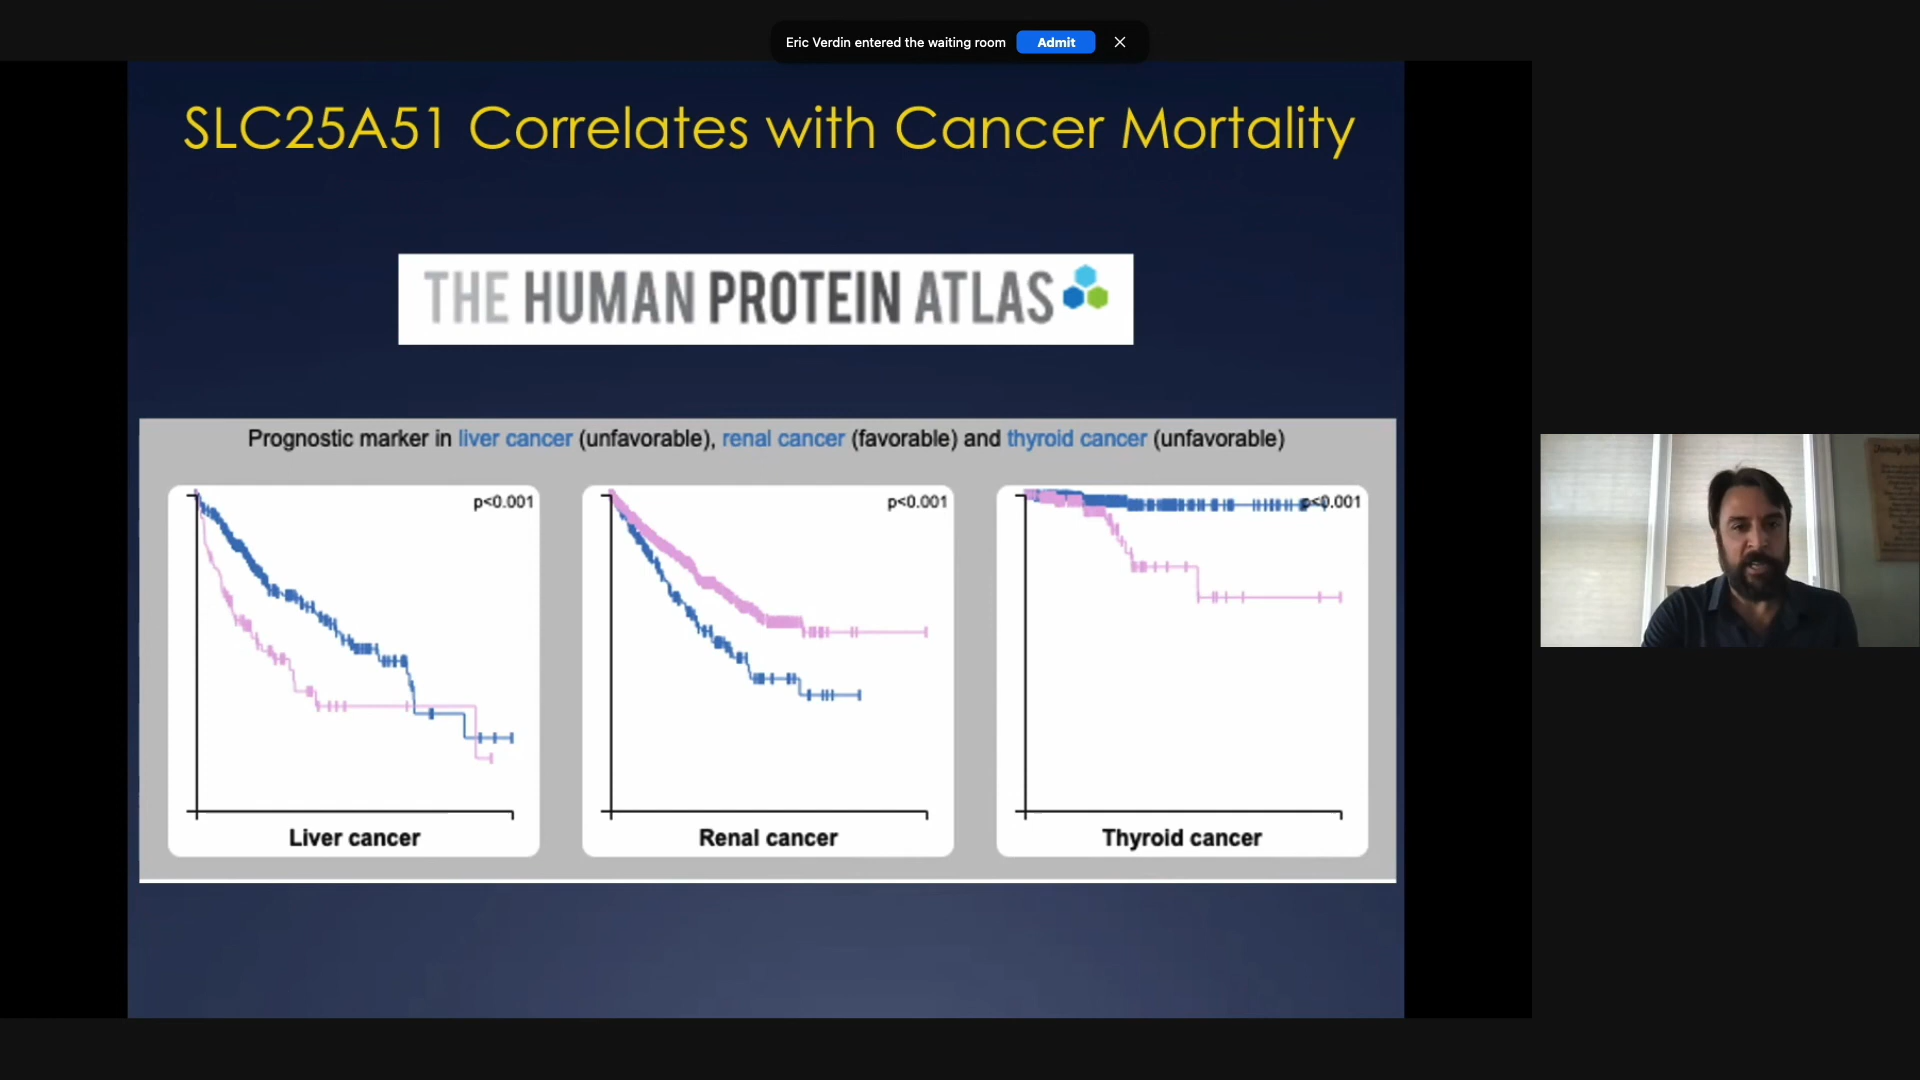 Eric Verdin entered the waiting room Admit
SLC25A51 Correlates with Cancer Mortality
THE HUMAN PROTEIN ATLAS
Prognostic marker in liver cancer (unfavorable), renal cancer (favorable) and thyroid cancer (unfavorable)
p<0.001
p<0.001
p<0.001
Liver cancer
Renal cancer
Thyroid cancer